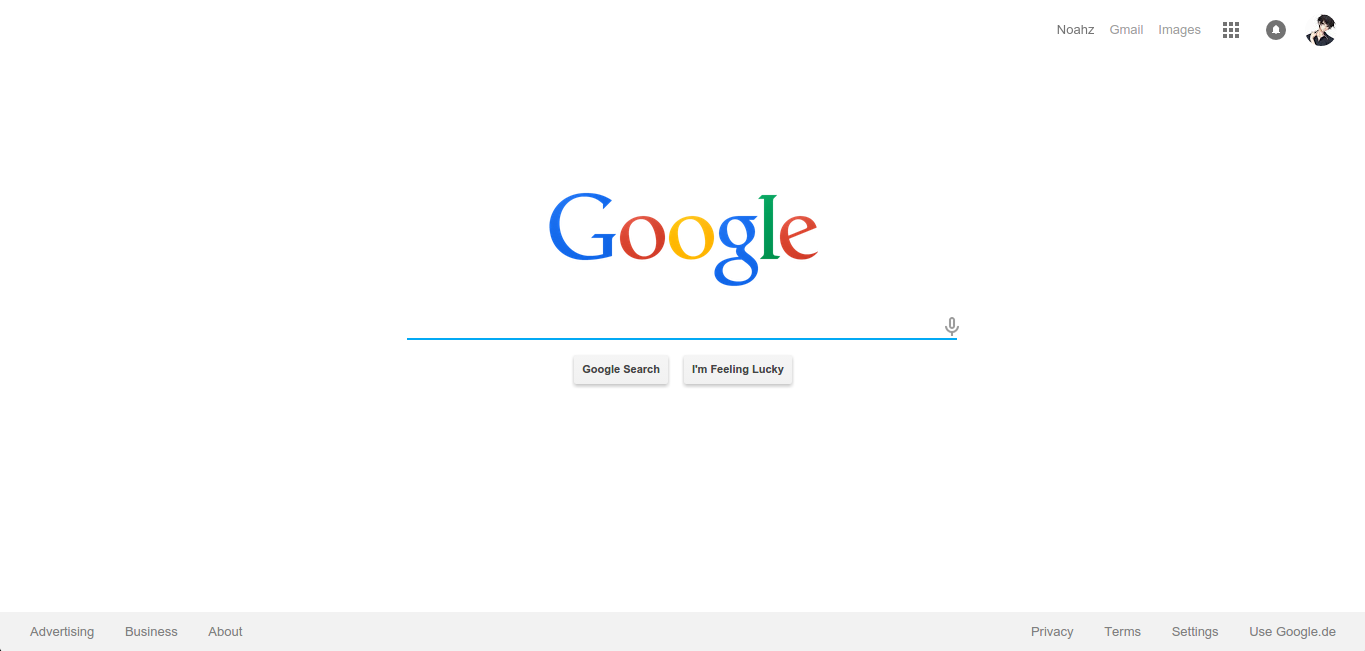 Noahz Gmail Images
Google
Google Search I'm Feeling Lucky
Advertising Business About Privacy Terms Settings Use Google.de